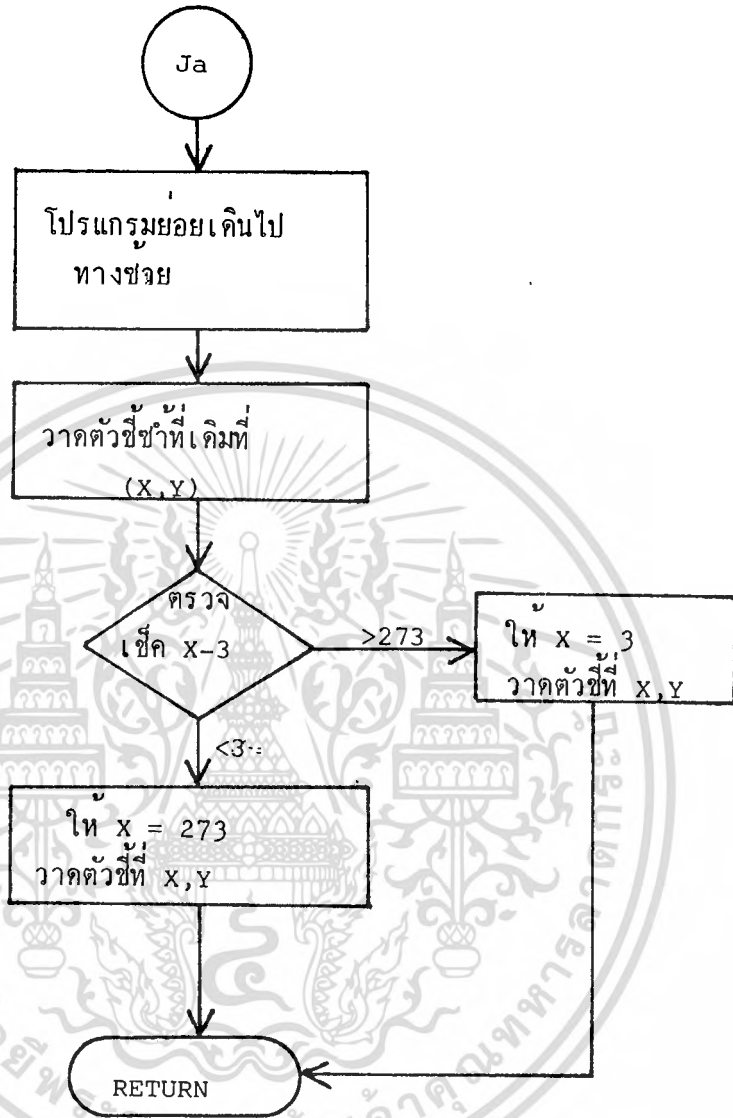 Ja
โปรแกรมย่อยเดินไป
ทางซ้าย
วาดตัวชี้ซ้ำที่เดิมที่
(X,Y)
ตรวจ
เช็ค X-3
>273
ให้ X = 3
วาดตัวชี้ที่ X,Y
<3
ให้ X = 273
วาดตัวชี้ที่ X,Y
RETURN